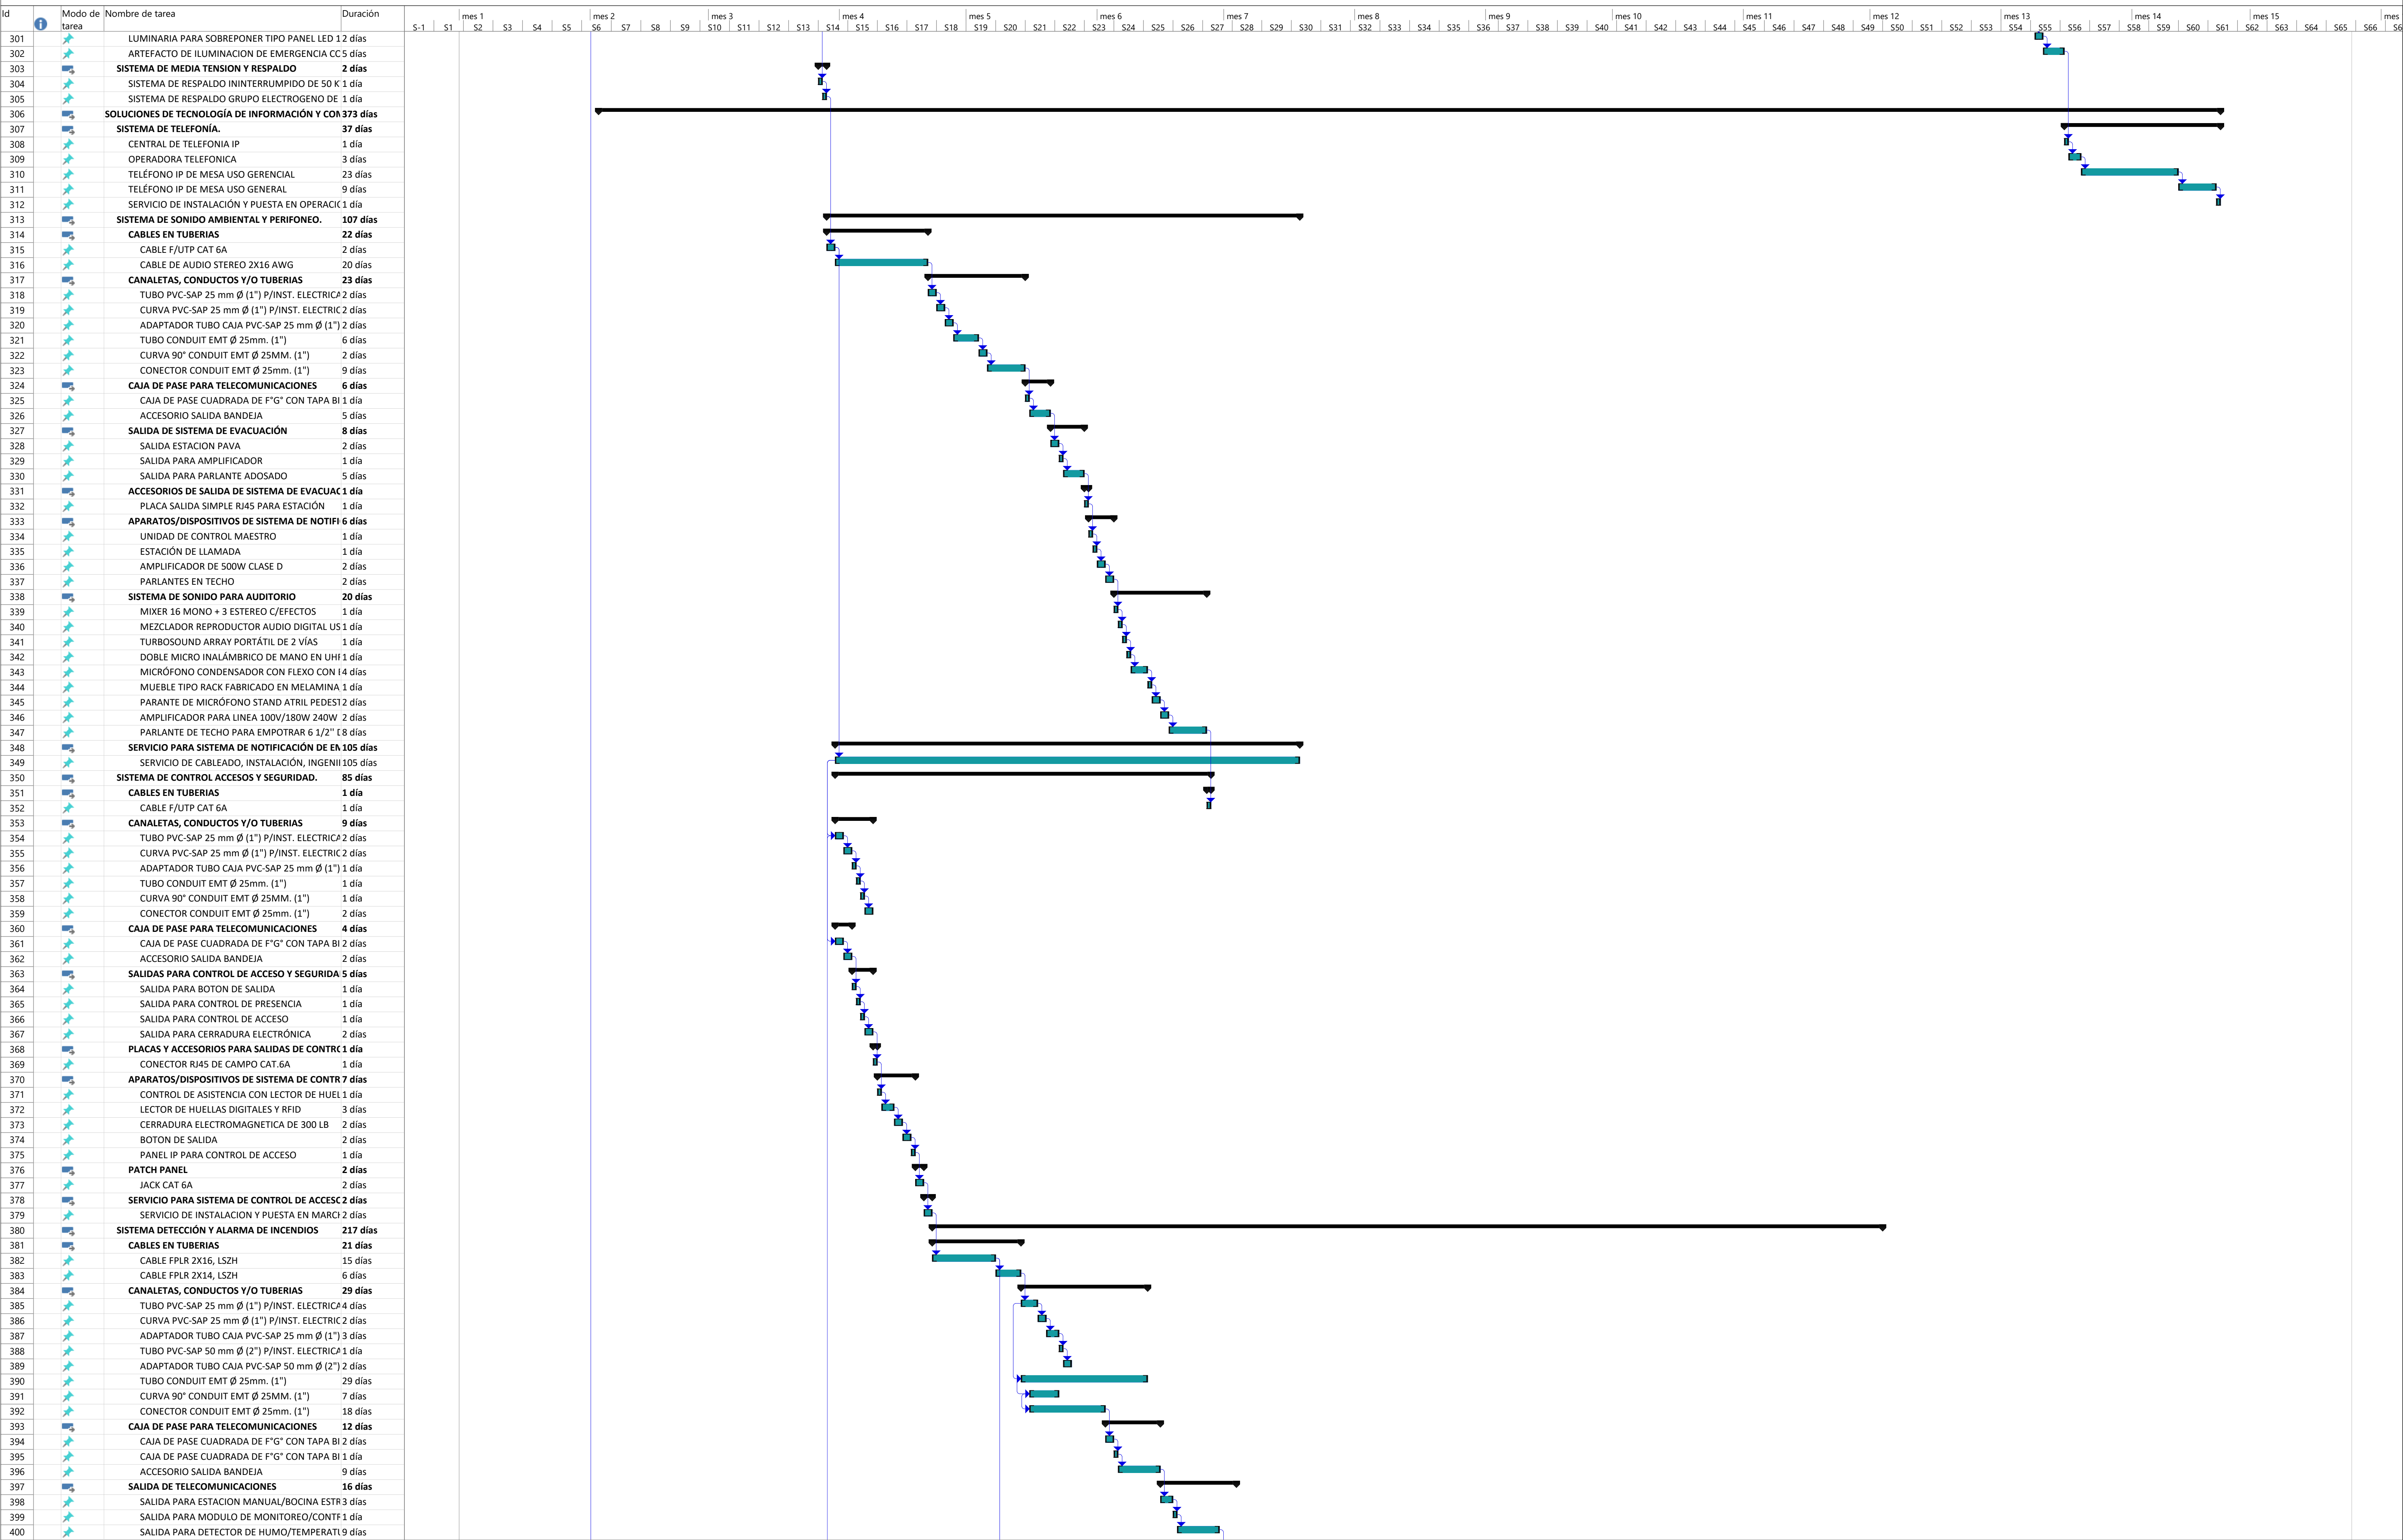 Id Modo de tarea Nombre de tarea Duración
mes 1 mes 2 mes 3 mes 4 mes 5 mes 6 mes 7 mes 8 mes 9 mes 10 mes 11 mes 12 mes 13 mes 14 mes 15 mes
S-1 S1 S2 S3 S4 S5 S6 S7 S8 S9 S10 S11 S12 S13 S14 S15 S16 S17 S18 S19 S20 S21 S22 S23 S24 S25 S26 S27 S28 S29 S30 S31 S32 S33 S34 S35 S36 S37 S38 S39 S40 S41 S42 S43 S44 S45 S46 S47 S48 S49 S50 S51 S52 S53 S54 S55 S56 S57 S58 S59 S60 S61 S62 S63 S64 S65 S66 S6
301 LUMINARIA PARA SOBREPONER TIPO PANEL LED 1 2 días
302 ARTEFACTO DE ILUMINACION DE EMERGENCIA CC 5 días
303 SISTEMA DE MEDIA TENSION Y RESPALDO 2 días
304 SISTEMA DE RESPALDO ININTERRUMPIDO DE 50 K 1 día
305 SISTEMA DE RESPALDO GRUPO ELECTROGENO DE 1 día
306 SOLUCIONES DE TECNOLOGÍA DE INFORMACIÓN Y COM 373 días
307 SISTEMA DE TELEFONÍA. 37 días
308 CENTRAL DE TELEFONIA IP 1 día
309 OPERADORA TELEFONICA 3 días
310 TELÉFONO IP DE MESA USO GERENCIAL 23 días
311 TELÉFONO IP DE MESA USO GENERAL 9 días
312 SERVICIO DE INSTALACIÓN Y PUESTA EN OPERACIO 1 día
313 SISTEMA DE SONIDO AMBIENTAL Y PERIFONEO. 107 días
314 CABLES EN TUBERIAS 22 días
315 CABLE F/UTP CAT 6A 2 días
316 CABLE DE AUDIO STEREO 2X16 AWG 20 días
317 CANALETAS, CONDUCTOS Y/O TUBERIAS 23 días
318 TUBO PVC-SAP 25 mm Ø (1") P/INST. ELECTRICA 2 días
319 CURVA PVC-SAP 25 mm Ø (1") P/INST. ELECTRIC 2 días
320 ADAPTADOR TUBO CAJA PVC-SAP 25 mm Ø (1") 2 días
321 TUBO CONDUIT EMT Ø 25mm. (1") 6 días
322 CURVA 90° CONDUIT EMT Ø 25MM. (1") 2 días
323 CONECTOR CONDUIT EMT Ø 25mm. (1") 9 días
324 CAJA DE PASE PARA TELECOMUNICACIONES 6 días
325 CAJA DE PASE CUADRADA DE F°G° CON TAPA BI 1 día
326 ACCESORIO SALIDA BANDEJA 5 días
327 SALIDA DE SISTEMA DE EVACUACIÓN 8 días
328 SALIDA ESTACION PAVA 2 días
329 SALIDA PARA AMPLIFICADOR 1 día
330 SALIDA PARA PARLANTE ADOSADO 5 días
331 ACCESORIOS DE SALIDA DE SISTEMA DE EVACUAC 1 día
332 PLACA SALIDA SIMPLE RJ45 PARA ESTACIÓN 1 día
333 APARATOS/DISPOSITIVOS DE SISTEMA DE NOTIFI 6 días
334 UNIDAD DE CONTROL MAESTRO 1 día
335 ESTACIÓN DE LLAMADA 1 día
336 AMPLIFICADOR DE 500W CLASE D 2 días
337 PARLANTES EN TECHO 2 días
338 SISTEMA DE SONIDO PARA AUDITORIO 20 días
339 MIXER 16 MONO + 3 ESTEREO C/EFECTOS 1 día
340 MEZCLADOR REPRODUCTOR AUDIO DIGITAL US 1 día
341 TURBOSOUND ARRAY PORTÁTIL DE 2 VÍAS 1 día
342 DOBLE MICRO INALÁMBRICO DE MANO EN UHF 1 día
343 MICRÓFONO CONDENSADOR CON FLEXO CON I 4 días
344 MUEBLE TIPO RACK FABRICADO EN MELAMINA 1 día
345 PARANTE DE MICRÓFONO STAND ATRIL PEDEST 2 días
346 AMPLIFICADOR PARA LINEA 100V/180W 240W 2 días
347 PARLANTE DE TECHO PARA EMPOTRAR 6 1/2'' D 8 días
348 SERVICIO PARA SISTEMA DE NOTIFICACIÓN DE EM 105 días
349 SERVICIO DE CABLEADO, INSTALACIÓN, INGENII 105 días
350 SISTEMA DE CONTROL ACCESOS Y SEGURIDAD. 85 días
351 CABLES EN TUBERIAS 1 día
352 CABLE F/UTP CAT 6A 1 día
353 CANALETAS, CONDUCTOS Y/O TUBERIAS 9 días
354 TUBO PVC-SAP 25 mm Ø (1") P/INST. ELECTRICA 2 días
355 CURVA PVC-SAP 25 mm Ø (1") P/INST. ELECTRIC 2 días
356 ADAPTADOR TUBO CAJA PVC-SAP 25 mm Ø (1") 1 día
357 TUBO CONDUIT EMT Ø 25mm. (1") 1 día
358 CURVA 90° CONDUIT EMT Ø 25MM. (1") 1 día
359 CONECTOR CONDUIT EMT Ø 25mm. (1") 2 días
360 CAJA DE PASE PARA TELECOMUNICACIONES 4 días
361 CAJA DE PASE CUADRADA DE F°G° CON TAPA BI 2 días
362 ACCESORIO SALIDA BANDEJA 2 días
363 SALIDAS PARA CONTROL DE ACCESO Y SEGURIDA 5 días
364 SALIDA PARA BOTON DE SALIDA 1 día
365 SALIDA PARA CONTROL DE PRESENCIA 1 día
366 SALIDA PARA CONTROL DE ACCESO 1 día
367 SALIDA PARA CERRADURA ELECTRÓNICA 2 días
368 PLACAS Y ACCESORIOS PARA SALIDAS DE CONTRO 1 día
369 CONECTOR RJ45 DE CAMPO CAT.6A 1 día
370 APARATOS/DISPOSITIVOS DE SISTEMA DE CONTR 7 días
371 CONTROL DE ASISTENCIA CON LECTOR DE HUEL 1 día
372 LECTOR DE HUELLAS DIGITALES Y RFID 3 días
373 CERRADURA ELECTROMAGNETICA DE 300 LB 2 días
374 BOTON DE SALIDA 2 días
375 PANEL IP PARA CONTROL DE ACCESO 1 día
376 PATCH PANEL 2 días
377 JACK CAT 6A 2 días
378 SERVICIO PARA SISTEMA DE CONTROL DE ACCESO 2 días
379 SERVICIO DE INSTALACION Y PUESTA EN MARCH 2 días
380 SISTEMA DETECCIÓN Y ALARMA DE INCENDIOS 217 días
381 CABLES EN TUBERIAS 21 días
382 CABLE FPLR 2X16, LSZH 15 días
383 CABLE FPLR 2X14, LSZH 6 días
384 CANALETAS, CONDUCTOS Y/O TUBERIAS 29 días
385 TUBO PVC-SAP 25 mm Ø (1") P/INST. ELECTRICA 4 días
386 CURVA PVC-SAP 25 mm Ø (1") P/INST. ELECTRIC 2 días
387 ADAPTADOR TUBO CAJA PVC-SAP 25 mm Ø (1") 3 días
388 TUBO PVC-SAP 50 mm Ø (2") P/INST. ELECTRICA 1 día
389 ADAPTADOR TUBO CAJA PVC-SAP 50 mm Ø (2") 2 días
390 TUBO CONDUIT EMT Ø 25mm. (1") 29 días
391 CURVA 90° CONDUIT EMT Ø 25MM. (1") 7 días
392 CONECTOR CONDUIT EMT Ø 25mm. (1") 18 días
393 CAJA DE PASE PARA TELECOMUNICACIONES 12 días
394 CAJA DE PASE CUADRADA DE F°G° CON TAPA BI 2 días
395 CAJA DE PASE CUADRADA DE F°G° CON TAPA BI 1 día
396 ACCESORIO SALIDA BANDEJA 9 días
397 SALIDA DE TELECOMUNICACIONES 16 días
398 SALIDA PARA ESTACION MANUAL/BOCINA ESTR 3 días
399 SALIDA PARA MODULO DE MONITOREO/CONTR 1 día
400 SALIDA PARA DETECTOR DE HUMO/TEMPERATU 9 días